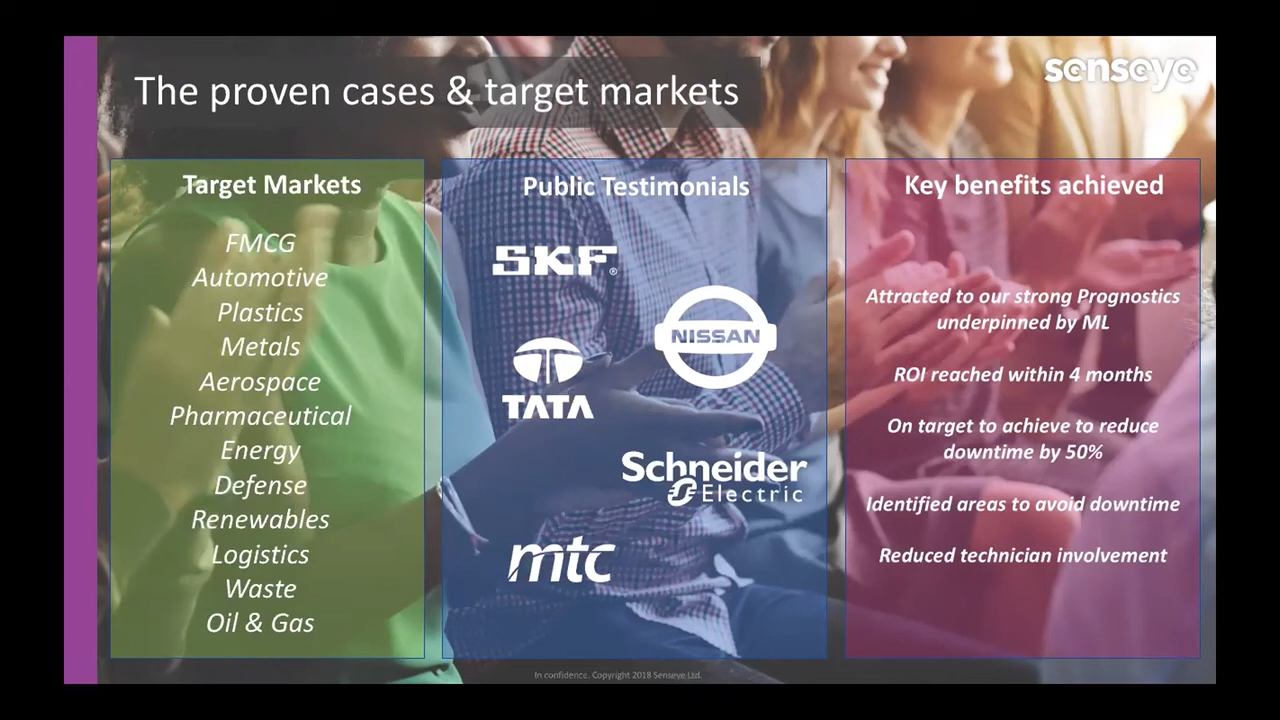 The proven cases & target markets
senseye
Target Markets
FMCG
Automotive
Plastics
Metals
Aerospace
Pharmaceutical
Energy
Defense
Renewables
Logistics
Waste
Oil & Gas
Public Testimonials
SKF®
NISSAN
TATA
Schneider
Electric
mtc
Key benefits achieved
Attracted to our strong Prognostics
underpinned by ML
ROI reached within 4 months
On target to achieve to reduce
downtime by 50%
Identified areas to avoid downtime
Reduced technician involvement
In confidence. Copyright 2018 Senseye Ltd.